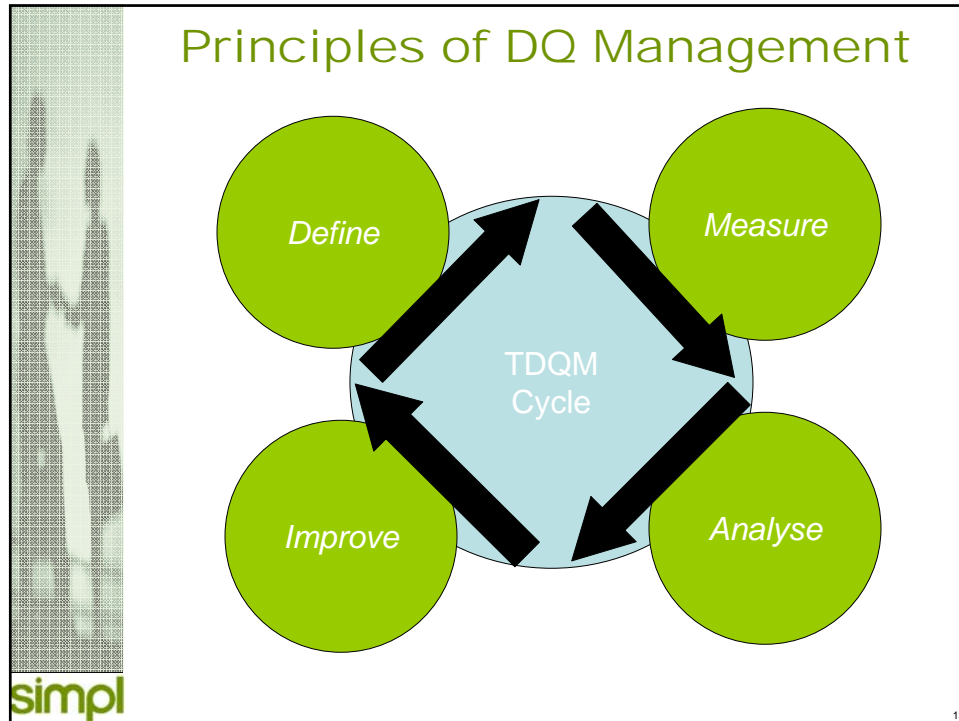 Principles of DQ Management
Define
Measure
TDQM
Cycle
Improve
Analyse
simpl
1